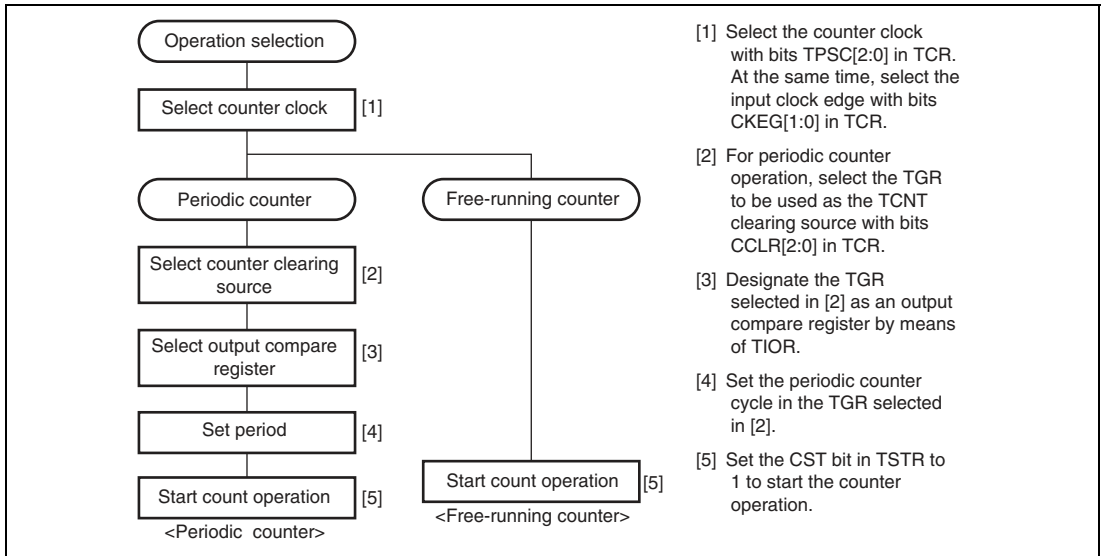 Operation selection
Select counter clock
[1]
Periodic counter
Free-running counter
Select counter clearing
source
[2]
Select output compare
register
[3]
Set period
[4]
Start count operation
[5]
<Periodic counter>
Start count operation
[5]
<Free-running counter>
[1] Select the counter clock
with bits TPSC[2:0] in TCR.
At the same time, select the
input clock edge with bits
CKEG[1:0] in TCR.
[2] For periodic counter
operation, select the TGR
to be used as the TCNT
clearing source with bits
CCLR[2:0] in TCR.
[3] Designate the TGR
selected in [2] as an output
compare register by means
of TIOR.
[4] Set the periodic counter
cycle in the TGR selected
in [2].
[5] Set the CST bit in TSTR to
1 to start the counter
operation.